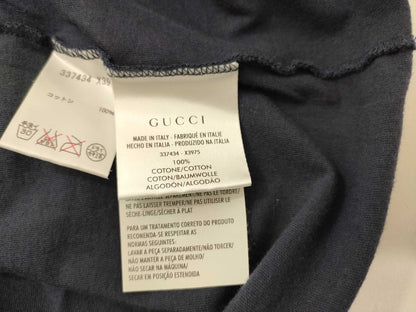 337434 X39
コットン
100%
30
GUCCI
MADE IN ITALY - FABRIQUÉ EN ITALIE
HECHO EN ITALIA - PRODUZIDO NA ITALIA
337434 - X3975
100%
COTONE/COTTON
COTON/BAUMWOLLE
ALGODÓN/ALGODÃO
NE PAS LAISSER TREMPER/NE PAS UTILISER LE
SÈCHE-LINGE/SÉCHER À PLAT
PARA UM TRATAMENTO CORRETO DO PRODUTO
RECOMENDA-SE RESPEITAR AS
NORMAS SEGUINTES:
LAVAR A PEÇA SEPARADAMENTE/NÃO TORCER/
NÃO MANTER A PEÇA DE MOLHO/
NÃO SECAR NA MÁQUINA/
SECAR EM POSIÇÃO ESTENDIDA